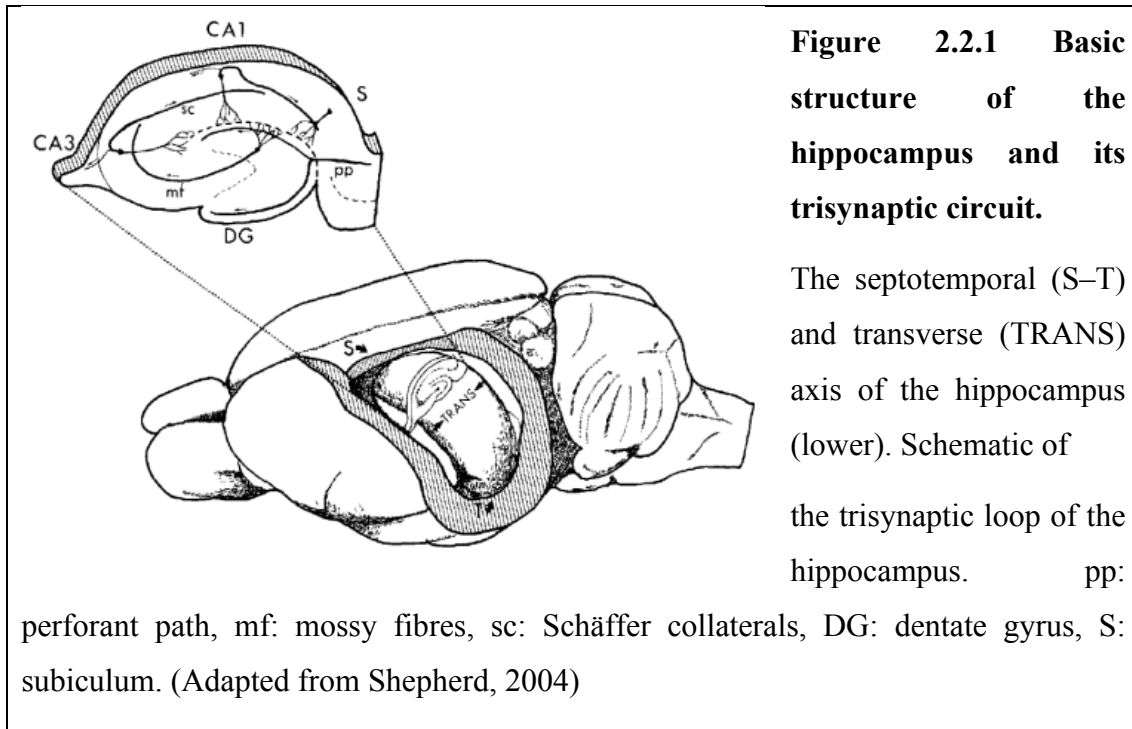 CA1
S
sc
CA3
pp
mf
DG
S
TRANS
T
Figure 2.2.1 Basic
structure of the
hippocampus and its
trisynaptic circuit.
The septotemporal (S–T)
and transverse (TRANS)
axis of the hippocampus
(lower). Schematic of
the trisynaptic loop of the
hippocampus. pp:
perforant path, mf: mossy fibres, sc: Schäffer collaterals, DG: dentate gyrus, S:
subiculum. (Adapted from Shepherd, 2004)